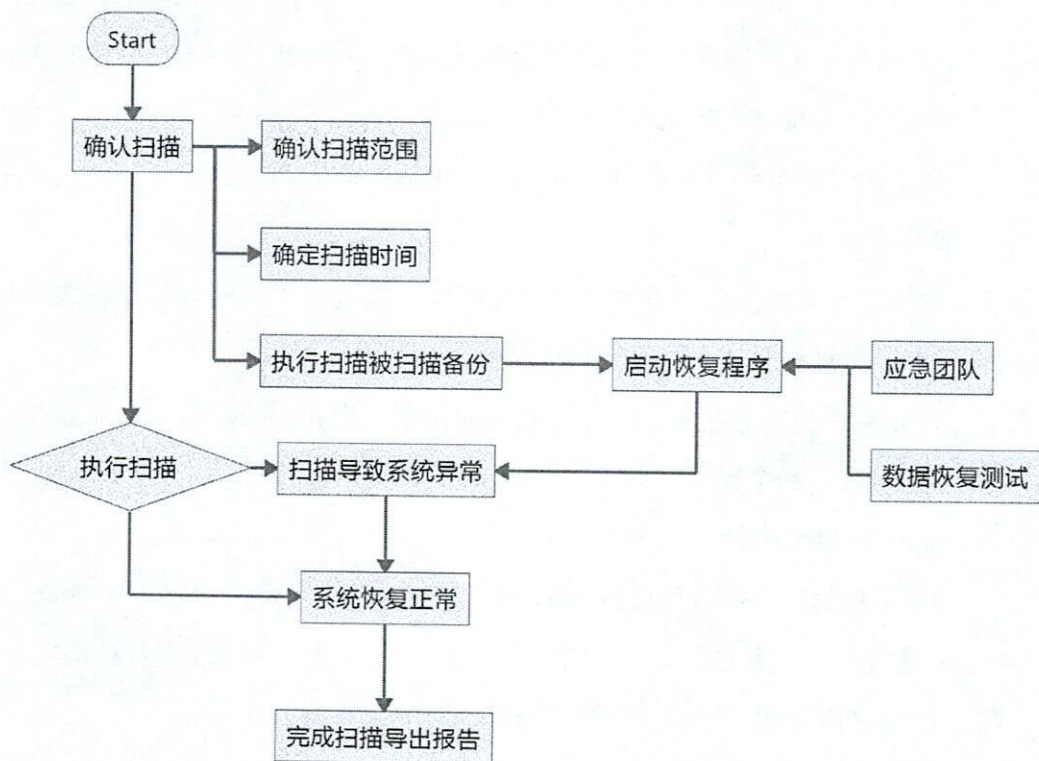 Start
确认扫描
确认扫描范围
确定扫描时间
执行扫描被扫描备份
启动恢复程序
应急团队
执行扫描
扫描导致系统异常
数据恢复测试
系统恢复正常
完成扫描导出报告